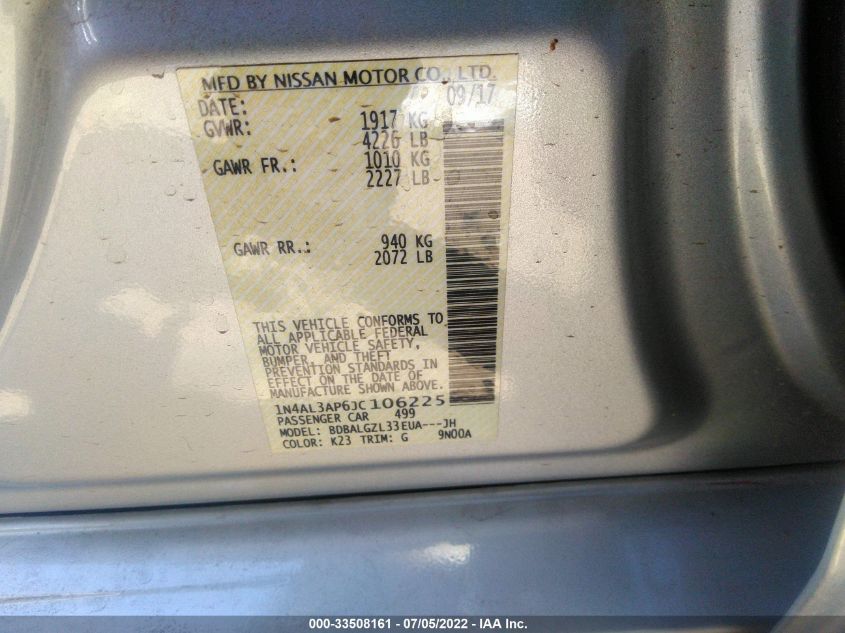 MFD BY NISSAN MOTOR CO., LTD.
DATE: 09/17
GVWR: 1917 KG
4226 LB
GAWR FR.: 1010 KG
2227 LB
GAWR RR.: 940 KG
2072 LB
THIS VEHICLE CONFORMS TO
ALL APPLICABLE FEDERAL
MOTOR VEHICLE SAFETY,
BUMPER, AND THEFT
PREVENTION STANDARDS IN
EFFECT ON THE DATE OF
MANUFACTURE SHOWN ABOVE.
1N4AL3AP6JC106225
PASSENGER CAR 499
MODEL: BDBALGZL33EUA---JH
COLOR: K23 TRIM: G 9N00A
000-33508161 - 07/05/2022 - IAA Inc.